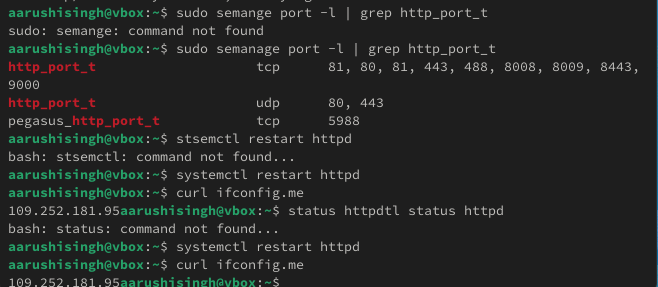 aarushisingh@vbox:~$ sudo semange port -l | grep http_port_t
sudo: semange: command not found
aarushisingh@vbox:~$ sudo semanage port -l | grep http_port_t
http_port_t                    tcp      81, 80, 81, 443, 488, 8008, 8009, 8443,
9000
http_port_t                    udp      80, 443
pegasus_http_port_t            tcp      5988
aarushisingh@vbox:~$ stsemctl restart httpd
bash: stsemctl: command not found...
aarushisingh@vbox:~$ systemctl restart httpd
aarushisingh@vbox:~$ curl ifconfig.me
109.252.181.95aarushisingh@vbox:~$ status httpdtl status httpd
bash: status: command not found...
aarushisingh@vbox:~$ systemctl restart httpd
aarushisingh@vbox:~$ curl ifconfig.me
109.252.181.95aarushisingh@vbox:~$